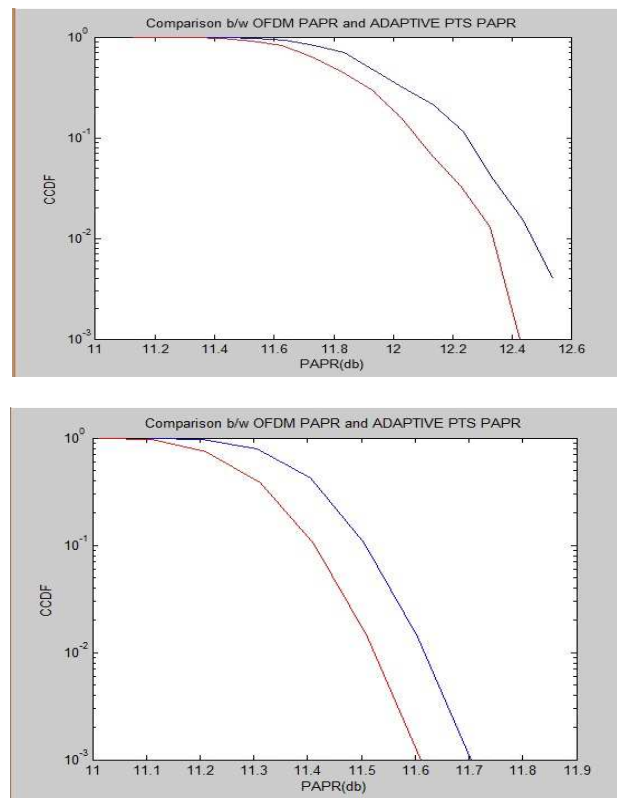 Comparison b/w OFDM PAPR and ADAPTIVE PTS PAPR
10^0
10^-1
10^-2
10^-3
CCDF
11 11.2 11.4 11.6 11.8 12 12.2 12.4 12.6
PAPR(db)
Comparison b/w OFDM PAPR and ADAPTIVE PTS PAPR
10^0
10^-1
10^-2
10^-3
CCDF
11 11.1 11.2 11.3 11.4 11.5 11.6 11.7 11.8 11.9
PAPR(db)